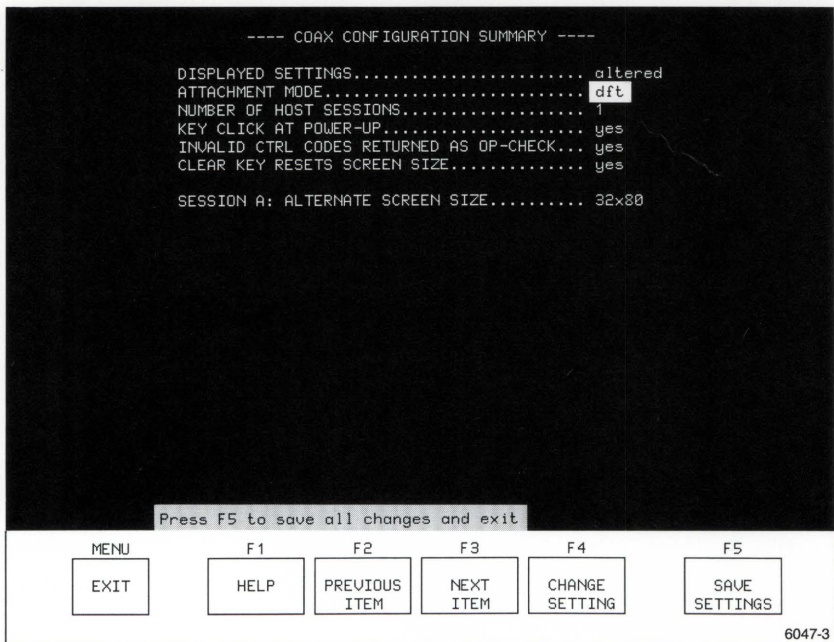 ---- COAX CONFIGURATION SUMMARY ----
DISPLAYED SETTINGS........................ altered
ATTACHMENT MODE........................... dft
NUMBER OF HOST SESSIONS................... 1
KEY CLICK AT POWER-UP..................... yes
INVALID CTRL CODES RETURNED AS OP-CHECK... yes
CLEAR KEY RESETS SCREEN SIZE.............. yes
SESSION A: ALTERNATE SCREEN SIZE.......... 32x80
Press F5 to save all changes and exit
MENU F1 F2 F3 F4 F5
EXIT HELP PREVIOUS NEXT CHANGE SAVE
ITEM ITEM SETTING SETTINGS
6047-3